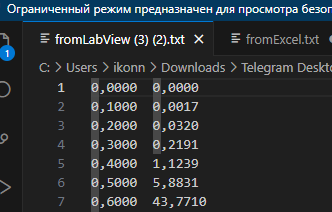 Ограниченный режим предназначен для просмотра безоп
1
fromLabView (3) (2).txt × fromExcel.txt
C: > Users > ikonn > Downloads > Telegram Deskto
1 0,0000 0,0000
2 0,1000 0,0017
3 0,2000 0,0320
4 0,3000 0,2191
5 0,4000 1,1239
6 0,5000 5,8831
7 0,6000 43,7710